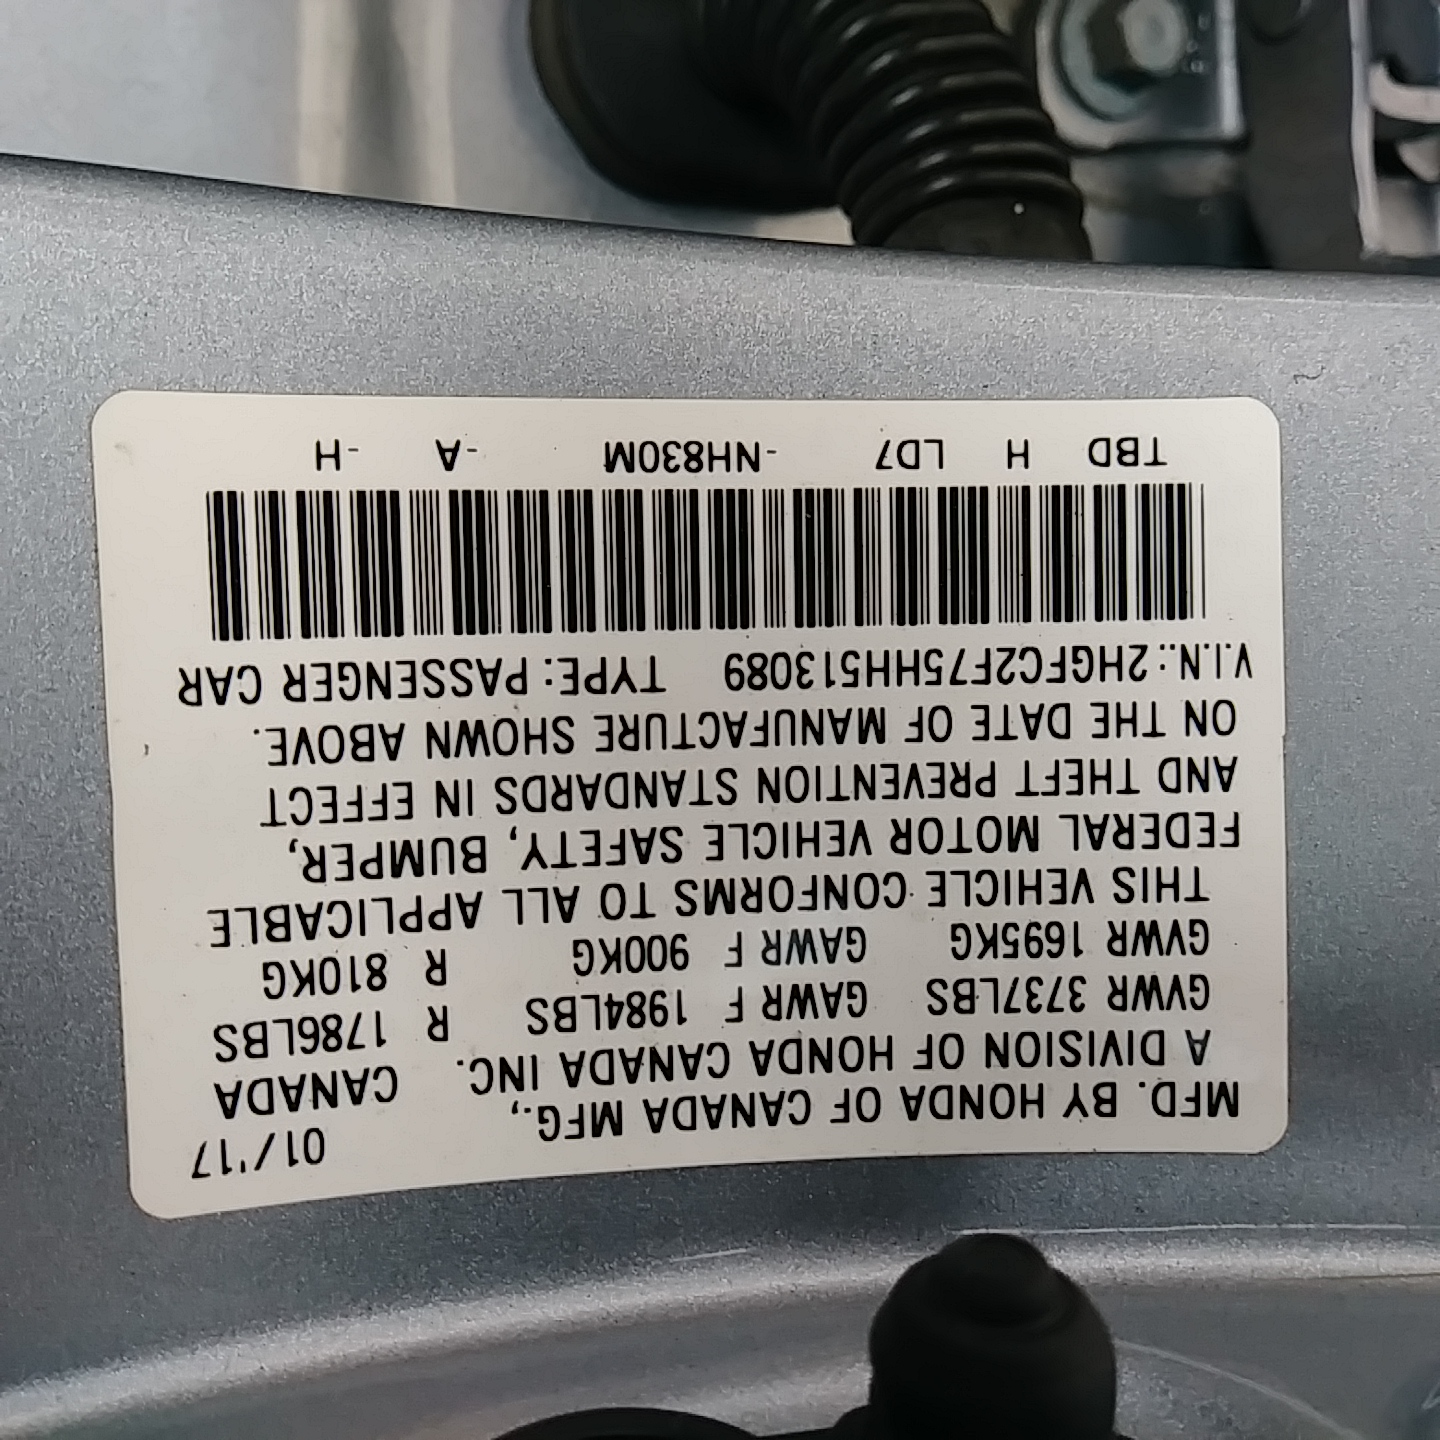 MFD. BY HONDA OF CANADA MFG., 01/'17
A DIVISION OF HONDA CANADA INC. CANADA
GVWR 3737LBS GAWR F 1984LBS R 1786LBS
GVWR 1695KG GAWR F 900KG R 810KG
THIS VEHICLE CONFORMS TO ALL APPLICABLE
FEDERAL MOTOR VEHICLE SAFETY, BUMPER,
AND THEFT PREVENTION STANDARDS IN EFFECT
ON THE DATE OF MANUFACTURE SHOWN ABOVE.
V.I.N.: 2HGFC2F75HH513089 TYPE: PASSENGER CAR
TBD H LD7 -NH830M -A -H